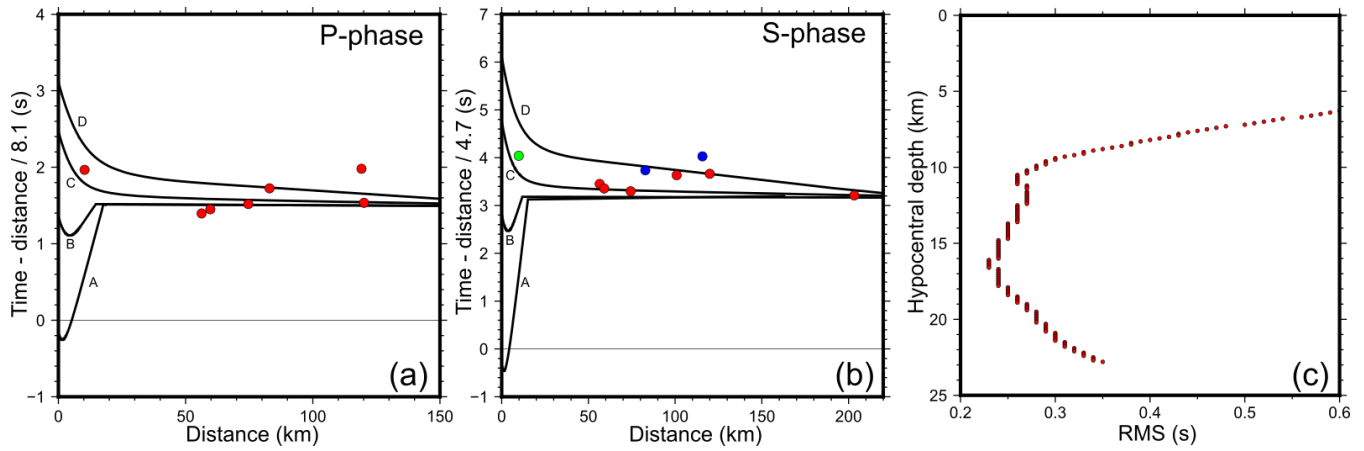 P-phase
Time - distance / 8.1 (s)
4
3
2
1
0
−1
D
C
B
A
(a)
0 50 100 150
Distance (km)
S-phase
Time - distance / 4.7 (s)
7
6
5
4
3
2
1
0
−1
D
C
B
A
(b)
0 50 100 150 200
Distance (km)
Hypocentral depth (km)
0
5
10
15
20
25
(c)
0.2 0.3 0.4 0.5 0.6
RMS (s)